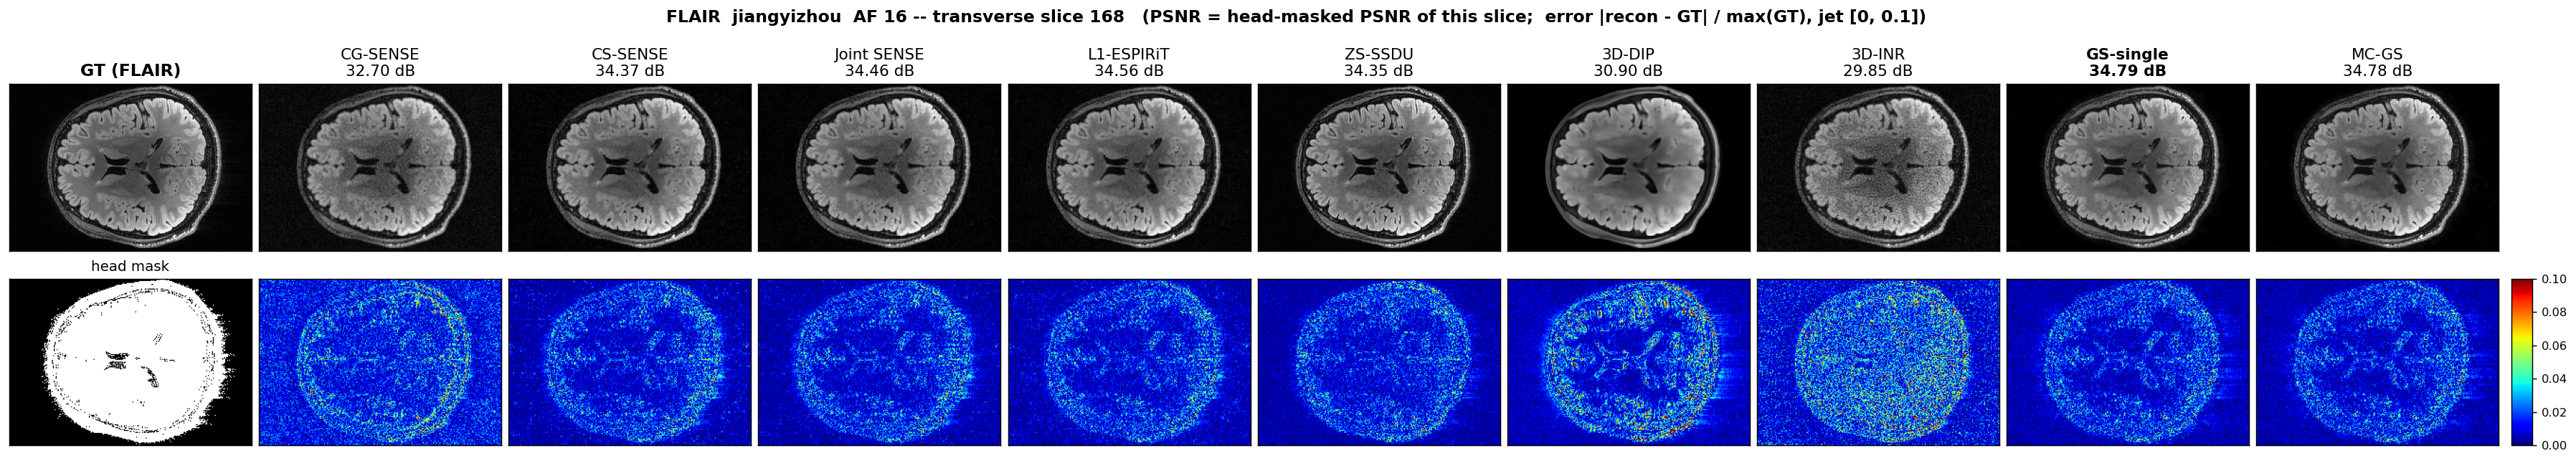 FLAIR jiangyizhou AF 16 -- transverse slice 168 (PSNR = head-masked PSNR of this slice; error |recon - GT| / max(GT), jet [0, 0.1])
GT (FLAIR)
CG-SENSE
32.70 dB
CS-SENSE
34.37 dB
Joint SENSE
34.46 dB
L1-ESPIRiT
34.56 dB
ZS-SSDU
34.35 dB
3D-DIP
30.90 dB
3D-INR
29.85 dB
GS-single
34.79 dB
MC-GS
34.78 dB
head mask
0.10
0.08
0.06
0.04
0.02
0.00